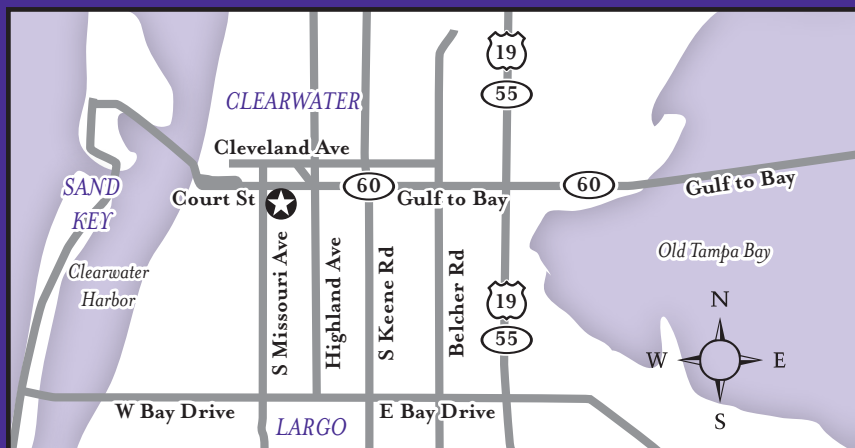 19
55
CLEARWATER
Cleveland Ave
SAND
KEY
Court St
60
Gulf to Bay
60
Gulf to Bay
Clearwater
Harbor
Old Tampa Bay
S Missouri Ave
Highland Ave
S Keene Rd
Belcher Rd
19
55
N
W
E
S
W Bay Drive
E Bay Drive
LARGO